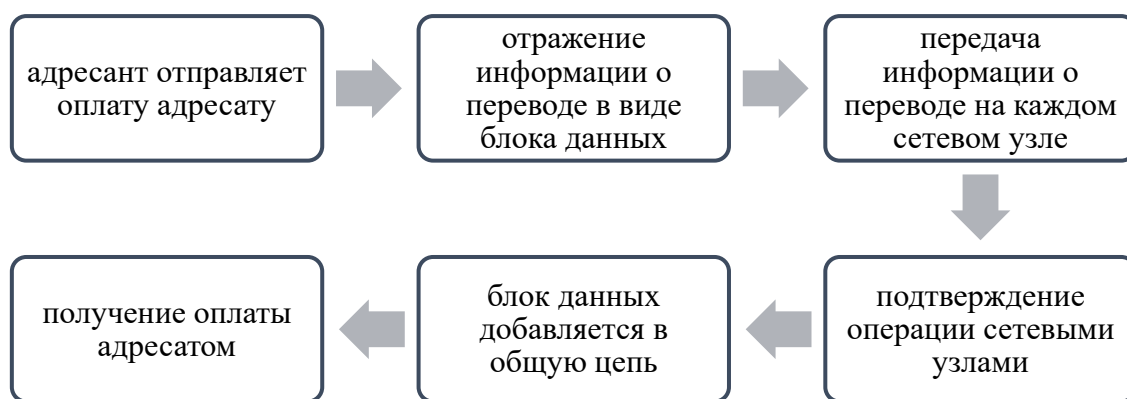 адресант отправляет
оплату адресату
отражение
информации о
переводе в виде
блока данных
передача
информации о
переводе на каждом
сетевом узле
подтверждение
операции сетевыми
узлами
блок данных
добавляется в
общую цепь
получение оплаты
адресатом